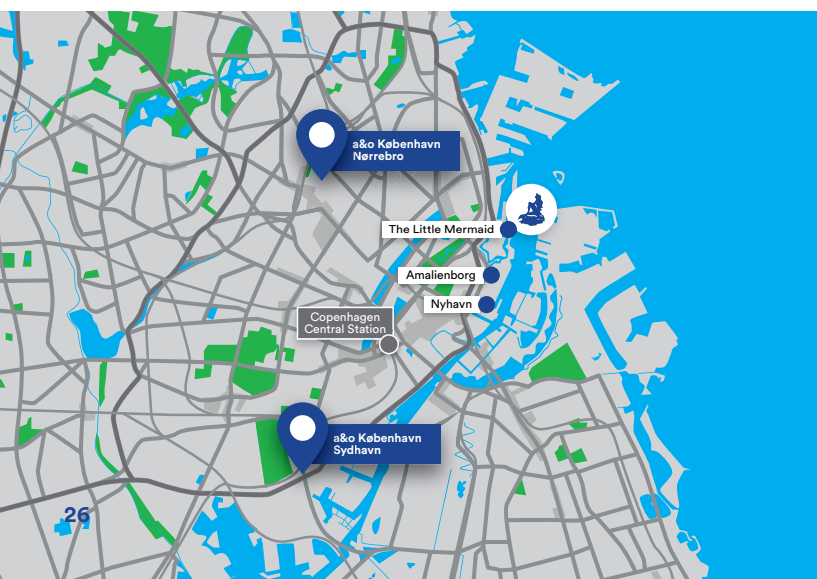 a&o København
Nørrebro
The Little Mermaid
Amalienborg
Nyhavn
Copenhagen
Central Station
a&o København
Sydhavn
26